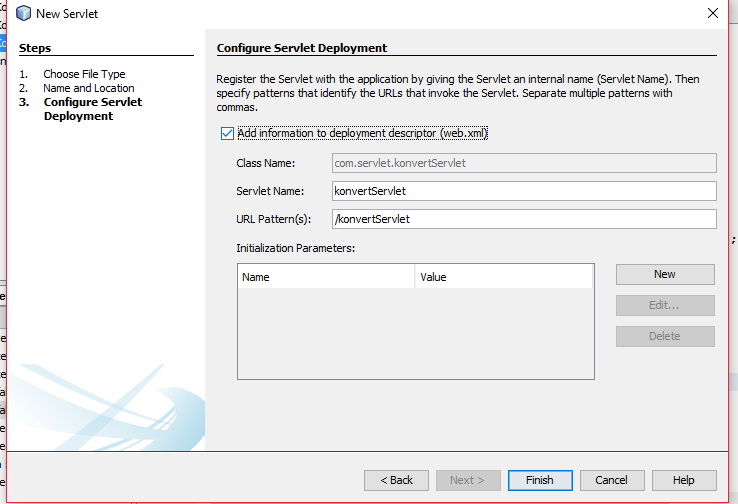 New Servlet
Steps
1. Choose File Type
2. Name and Location
3. Configure Servlet
Deployment
Configure Servlet Deployment
Register the Servlet with the application by giving the Servlet an internal name (Servlet Name). Then
specify patterns that identify the URLs that invoke the Servlet. Separate multiple patterns with
commas.
Add information to deployment descriptor (web.xml)
Class Name: com.servlet.konvertServlet
Servlet Name: konvertServlet
URL Pattern(s): /konvertServlet
Initialization Parameters:
Name Value
New
Edit...
Delete
< Back Next > Finish Cancel Help